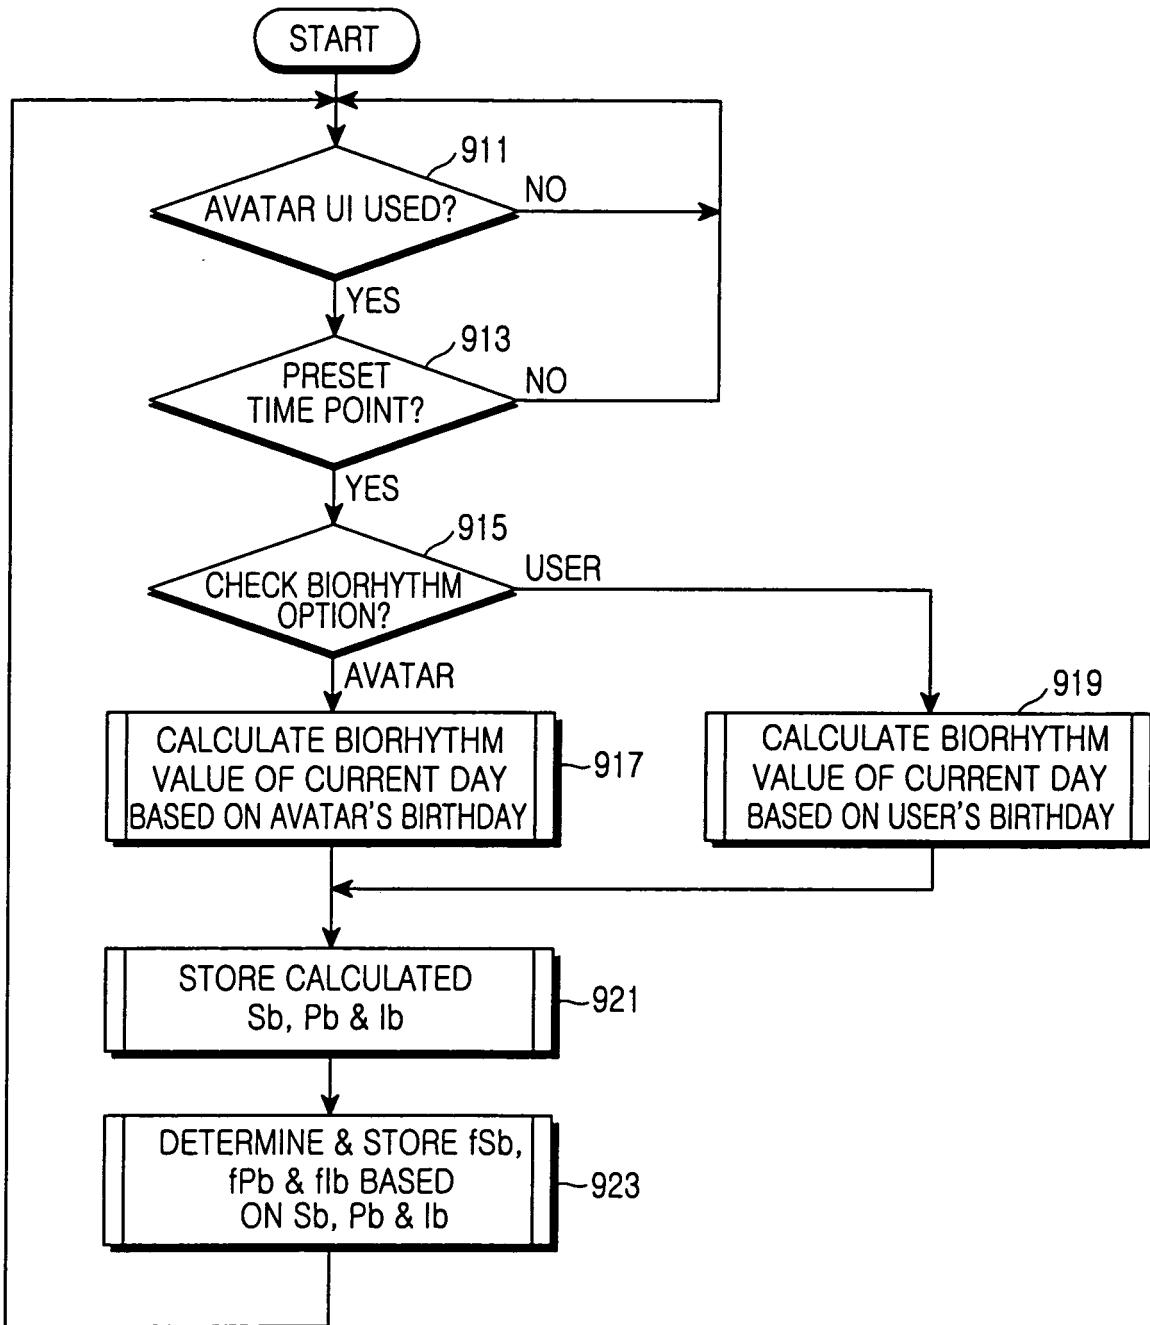 START
911
AVATAR UI USED?
NO
YES
913
PRESET
TIME POINT?
NO
YES
915
CHECK BIORHYTHM
OPTION?
USER
AVATAR
CALCULATE BIORHYTHM
VALUE OF CURRENT DAY
BASED ON AVATAR'S BIRTHDAY
917
919
CALCULATE BIORHYTHM
VALUE OF CURRENT DAY
BASED ON USER'S BIRTHDAY
STORE CALCULATED
Sb, Pb & Ib
921
DETERMINE & STORE fSb,
fPb & fIb BASED
ON Sb, Pb & Ib
923